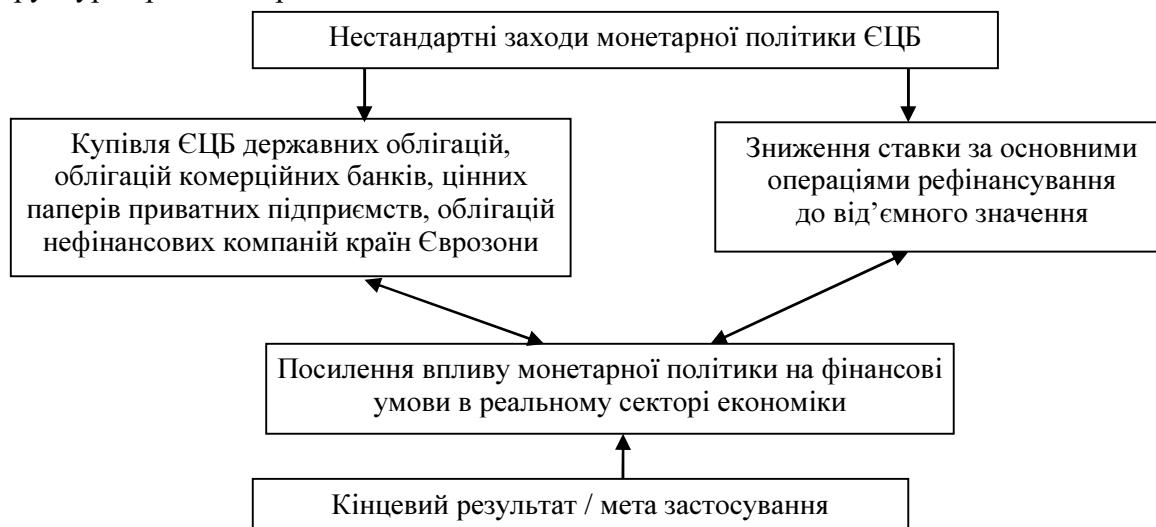 Нестандартні заходи монетарної політики ЄЦБ
Купівля ЄЦБ державних облігацій,
облігацій комерційних банків, цінних
паперів приватних підприємств, облігацій
нефінансових компаній країн Єврозони
Зниження ставки за основними
операціями рефінансування
до від’ємного значення
Посилення впливу монетарної політики на фінансові
умови в реальному секторі економіки
Кінцевий результат / мета застосування